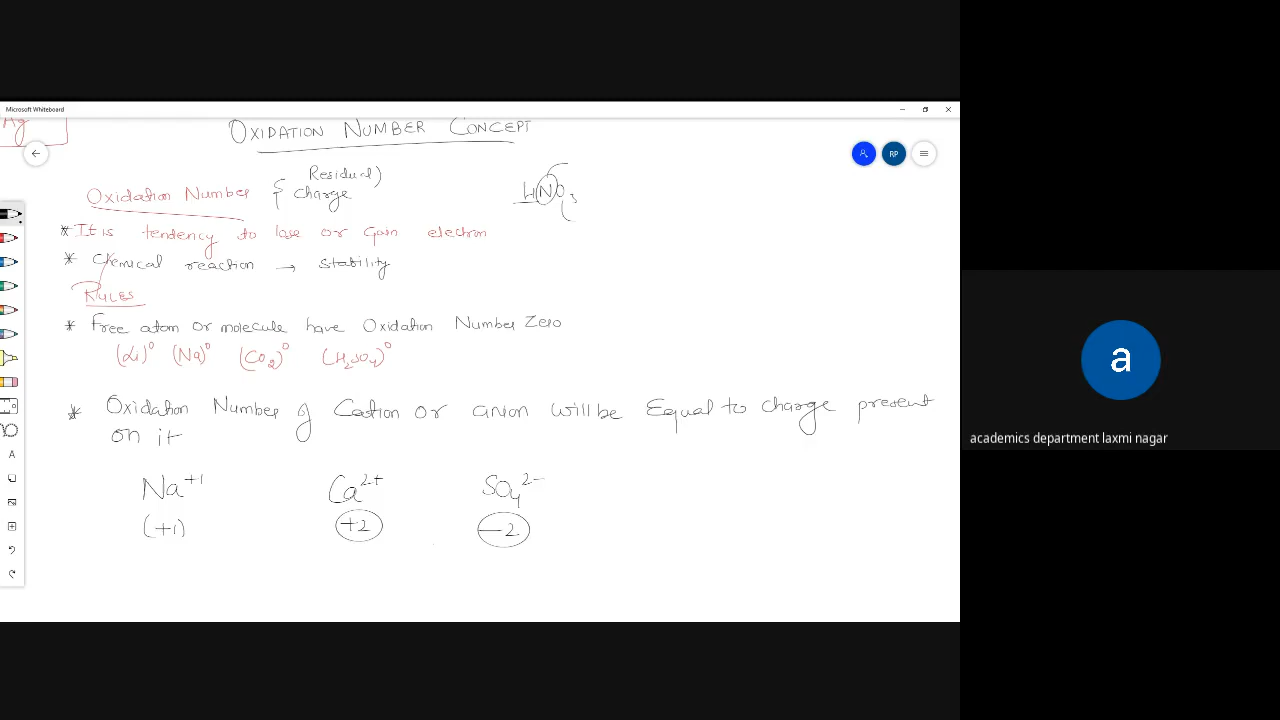 Microsoft Whiteboard
Ag
OXIDATION NUMBER CONCEPT
RP
Residual)
Oxidation Number { charge
HNO₃
* It is tendency to lose or gain electron
* Chemical reaction → stability
RULES
* Free atom or molecule have Oxidation Number Zero
(Li)⁰ (Na)⁰ (CO₂)⁰ (H₂SO₄)⁰
* Oxidation Number of Cation or anion will be Equal to charge present
on it
Na⁺¹ Ca²⁺ SO₄²⁻
(+1) +2 -2
A
a
academics department laxmi nagar